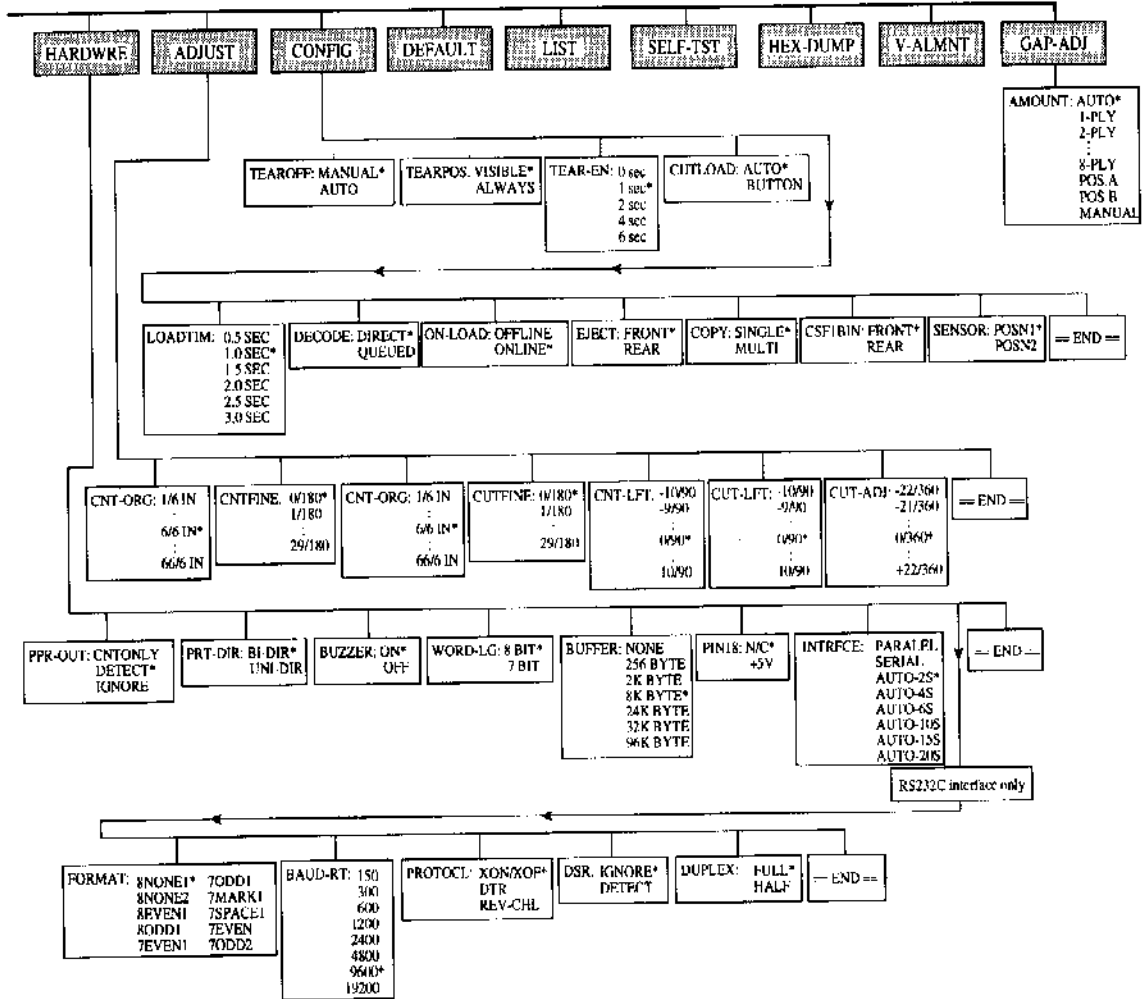 HARDWRE ADJUST CONFIG DEFAULT LIST SELF-TST HEX-DUMP V-ALMNT GAP-ADJ
AMOUNT: AUTO*
1-PLY
2-PLY
:
8-PLY
POS A
POS B
MANUAL
TEAROFF: MANUAL*
AUTO
TEARPOS. VISIBLE*
ALWAYS
TEAR-EN: 0 sec
1 sec*
2 sec
4 sec
6 sec
CUTLOAD: AUTO*
BUTTON
LOADTIM: 0.5 SEC
1.0 SEC*
1.5 SEC
2.0 SEC
2.5 SEC
3.0 SEC
DECODE: DIRECT*
QUEUED
ON-LOAD: OFFLINE
ONLINE*
EJECT: FRONT*
REAR
COPY: SINGLE*
MULTI
CSF1BIN: FRONT*
REAR
SENSOR: POSN1*
POSN2
== END ==
CNT-ORG: 1/6 IN
:
6/6 IN*
:
66/6 IN
CNTFINE. 0/180*
1/180
:
29/180
CNT-ORG: 1/6 IN
:
6/6 IN*
:
66/6 IN
CUTFINE: 0/180*
1/180
:
29/180
CNT-LFT. -10/90
-9/90
:
0/90*
:
10/90
CUT-LFT: -10/90
-9/90
:
0/90*
:
10/90
CUT-ADJ: -22/360
-21/360
:
0/360*
:
+22/360
== END ==
PPR-OUT: CNTONLY
DETECT*
IGNORE
PRT-DIR: BI-DIR*
UNI-DIR
BUZZER: ON*
OFF
WORD-LG: 8 BIT*
7 BIT
BUFFER: NONE
256 BYTE
2K BYTE
8K BYTE*
24K BYTE
32K BYTE
96K BYTE
PIN18: N/C*
+5V
INTRFCE: PARALEL
SERIAL
AUTO-2S*
AUTO-4S
AUTO-6S
AUTO-10S
AUTO-15S
AUTO-20S
== END ==
RS232C interface only
FORMAT: 8NONE1* 7ODD1
8NONE2 7MARK1
8EVEN1 7SPACE1
8ODD1 7EVEN
7EVEN1 7ODD2
BAUD-RT: 150
300
600
1200
2400
4800
9600*
19200
PROTOCL: XON/XOF*
DTR
REV-CHL
DSR. IGNORE*
DETECT
DUPLEX: FULL*
HALF
== END ==